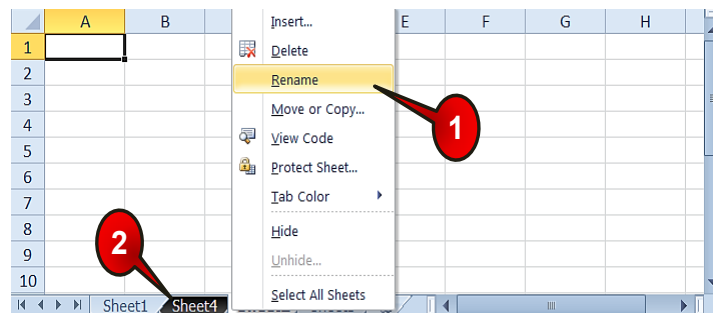 A B E F G H
Insert...
1
Delete
2
Rename
3
Move or Copy...
4
1
View Code
5
Protect Sheet...
6
Tab Color
7
8
Hide
2
9
Unhide...
10
Select All Sheets
Sheet1 Sheet4